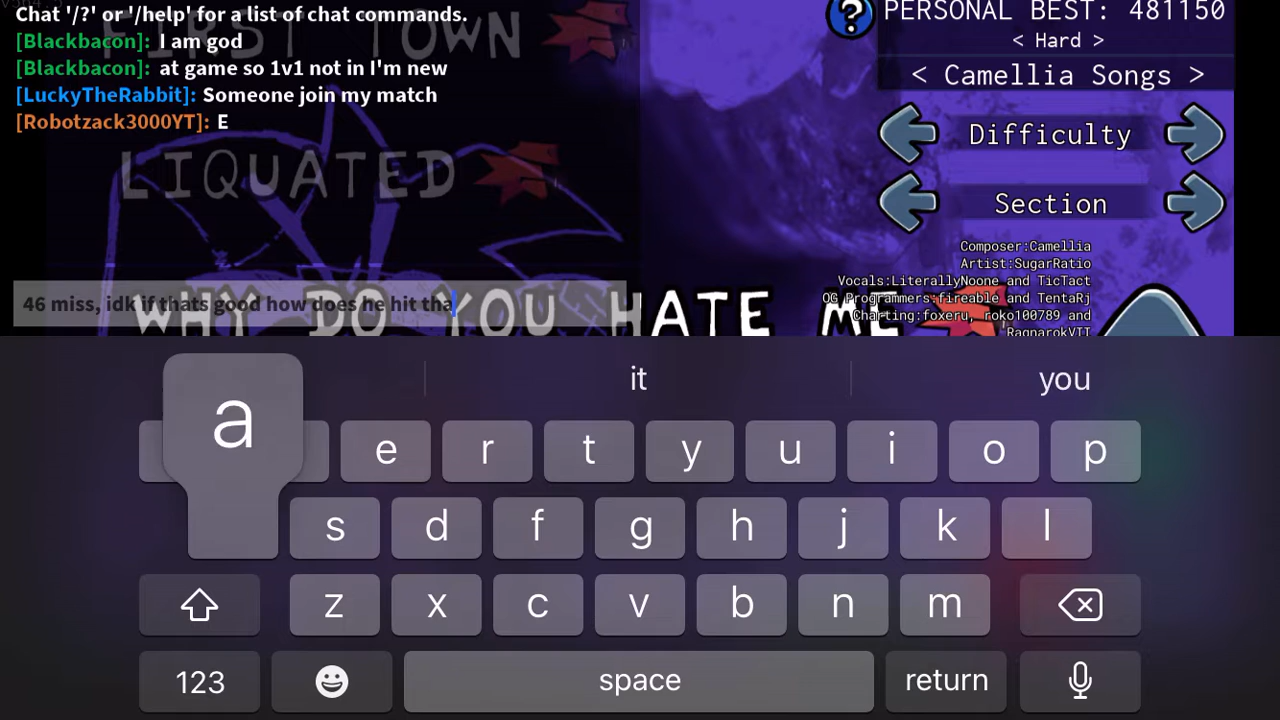 Chat '/?' or '/help' for a list of chat commands.
[Blackbacon]: I am god
[Blackbacon]: at game so 1v1 not in I'm new
[LuckyTheRabbit]: Someone join my match
[Robotzack3000YT]: E
FIRST TOWN
LIQUATED
WHY DO YOU HATE ME
46 miss, idk if thats good how does he hit tha
PERSONAL BEST: 481150
< Hard >
< Camellia Songs >
Difficulty
Section
Composer:Camellia
Artist:SugarRatio
Vocals:LiterallyNoone and TicTact
OG Programmers:fireable and TentaRj
Charting:foxeru, roko100789 and
RagnarokVII
it you
a e r t y u i o p
s d f g h j k l
z x c v b n m
123 space return